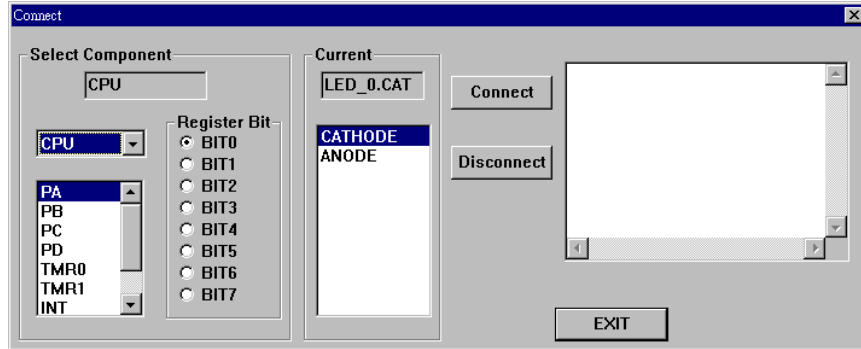 Connect
Select Component
CPU
CPU
PA
PB
PC
PD
TMR0
TMR1
INT
Register Bit
BIT0
BIT1
BIT2
BIT3
BIT4
BIT5
BIT6
BIT7
Current
LED_0.CAT
CATHODE
ANODE
Connect
Disconnect
EXIT